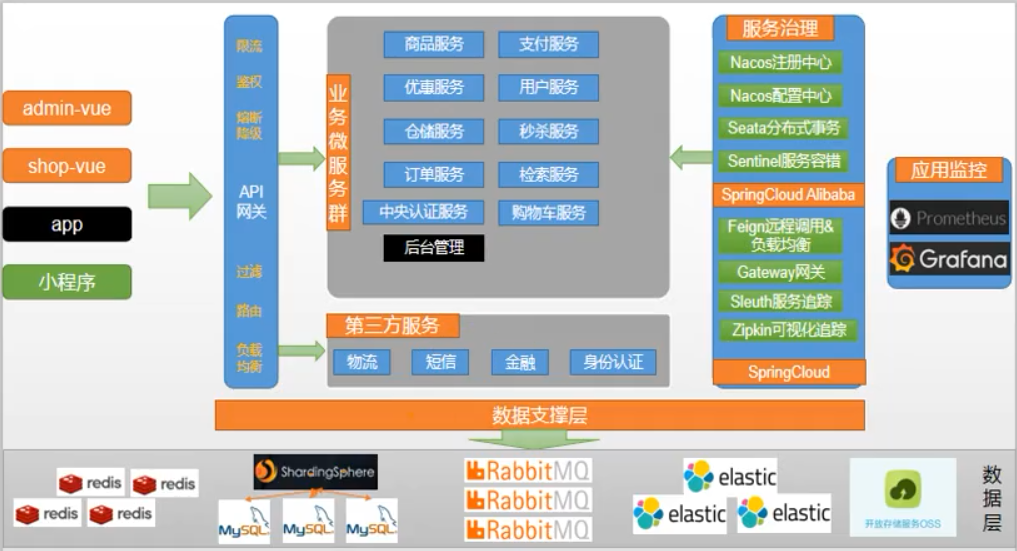 admin-vue
shop-vue
app
小程序
限流
鉴权
熔断
降级
API
网关
过滤
路由
负载
均衡
业务微服务群
商品服务
支付服务
优惠服务
用户服务
仓储服务
秒杀服务
订单服务
检索服务
中央认证服务
购物车服务
后台管理
第三方服务
物流
短信
金融
身份认证
服务治理
Nacos注册中心
Nacos配置中心
Seata分布式事务
Sentinel服务容错
SpringCloud Alibaba
Feign远程调用&
负载均衡
Gateway网关
Sleuth服务追踪
Zipkin可视化追踪
SpringCloud
应用监控
Prometheus
Grafana
数据支撑层
redis
redis
redis
redis
ShardingSphere
MySQL
MySQL
MySQL
RabbitMQ
RabbitMQ
RabbitMQ
elastic
elastic
elastic
开放存储服务OSS
数据层